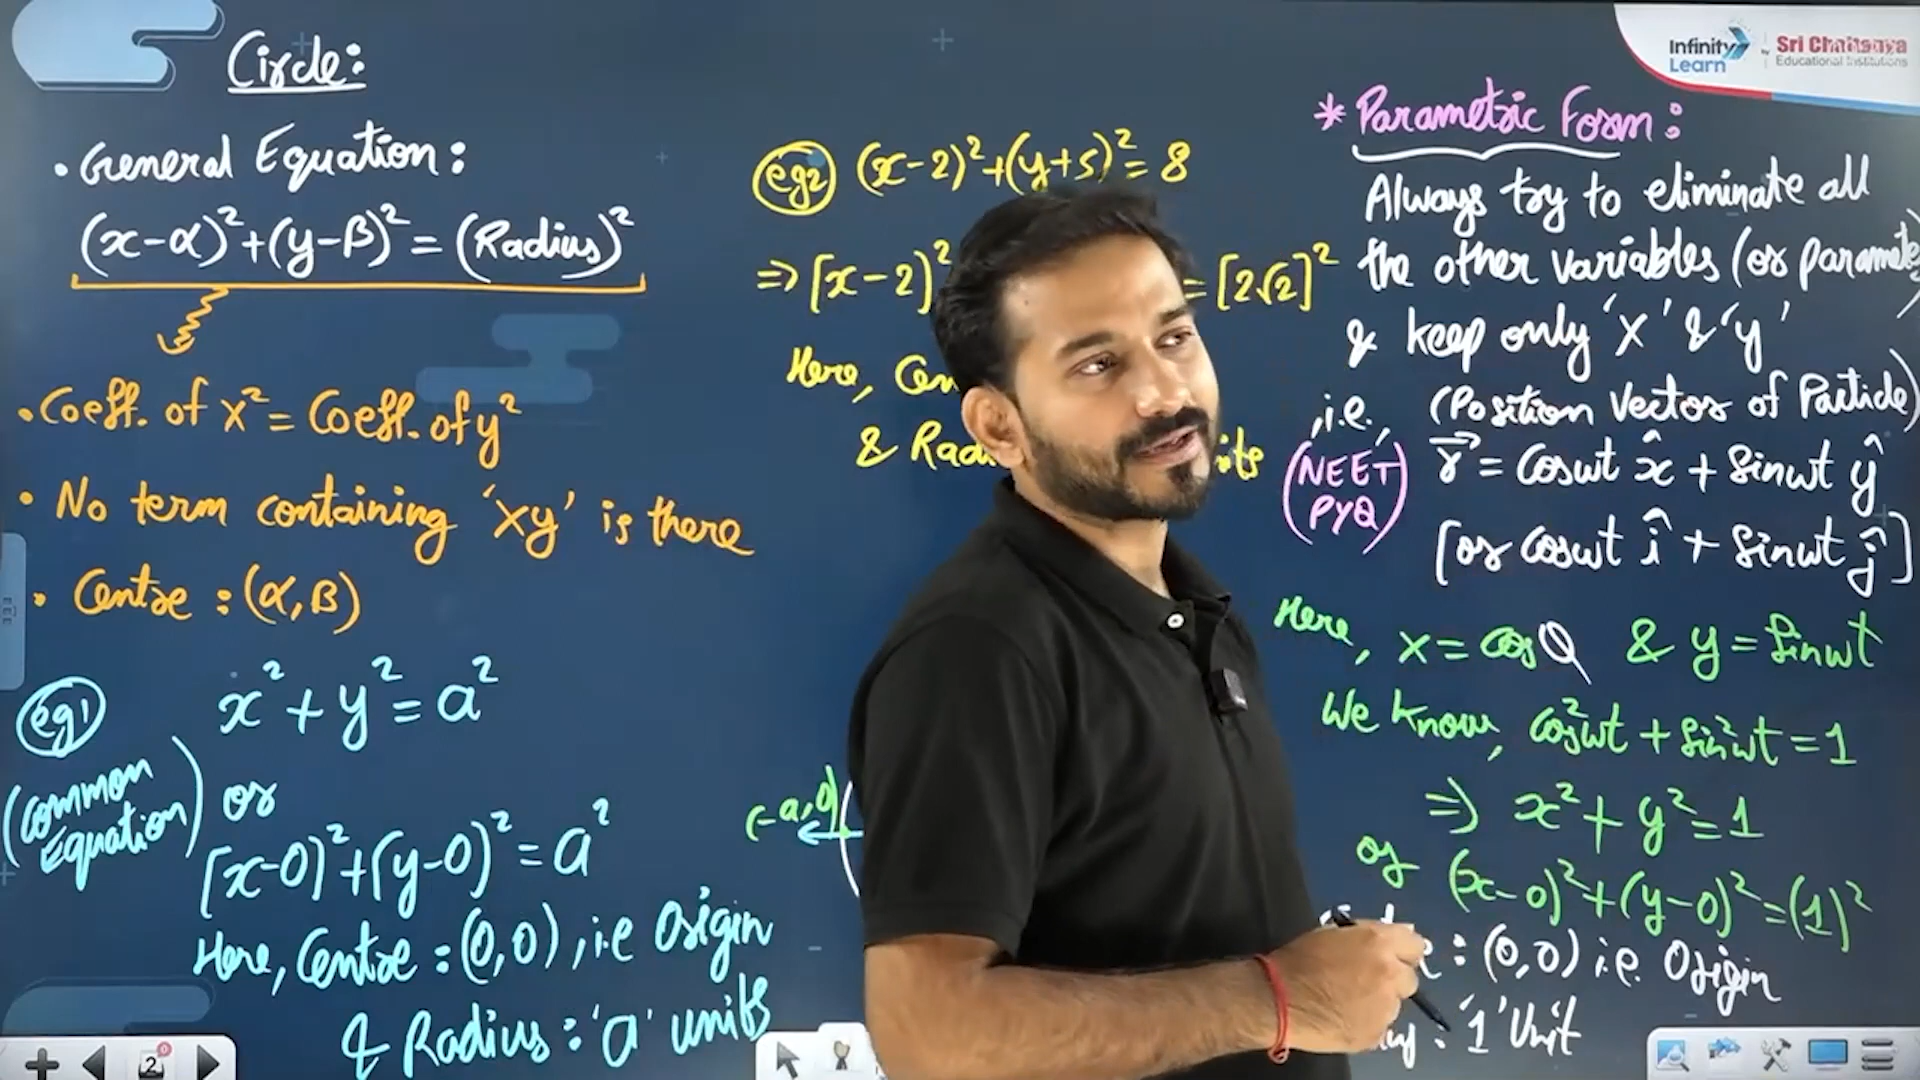 Circle:
• General Equation:
(x-α)²+(y-β)² = (Radius)²
• Coeff. of x² = Coeff. of y²
• No term containing 'xy' is there
• Centre : (α, β)
eg1
x² + y² = a²
(Common Equation)
or
[x-0]²+(y-0)² = a²
Here, Centre : (0,0), i.e Origin
& Radius : 'a' units
eg2 (x-2)²+(y+5)² = 8
⇒ [x-2]² = [2√2]²
Here, Cen
& Rad its
(-a,0)
Infinity Learn by Sri Chaitanya
Educational Institutions
* Parametric Form:
Always try to eliminate all
the other variables (or paramete
& keep only 'x' & 'y'
i.e., (Position Vector of Particle)
(NEET PYQ) r⃗ = Cosωt x̂ + Sinωt ŷ
[or Cosωt î + Sinωt ĵ]
Here, x = cos & y = Sinωt
We know, cos²ωt + Sin²ωt = 1
⇒ x² + y² = 1
or (x-0)²+(y-0)² = (1)²
: (0,0) i.e. Origin
: '1' Unit
2
0